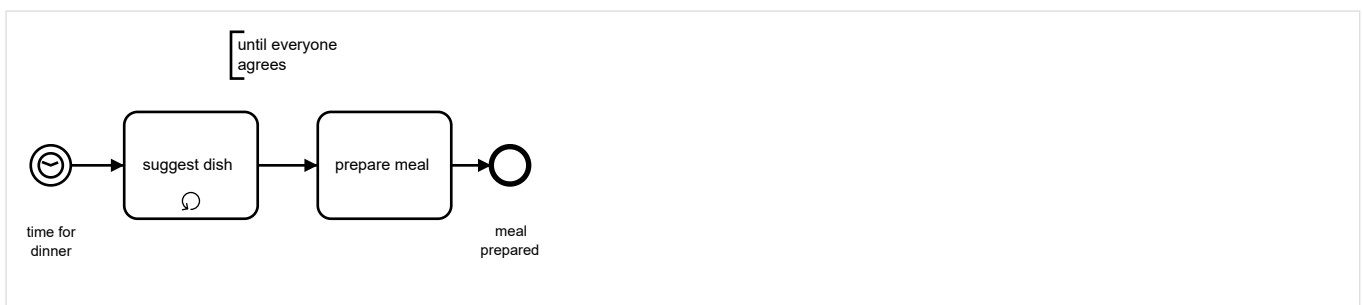 until everyone
agrees
suggest dish
prepare meal
time for
dinner
meal
prepared